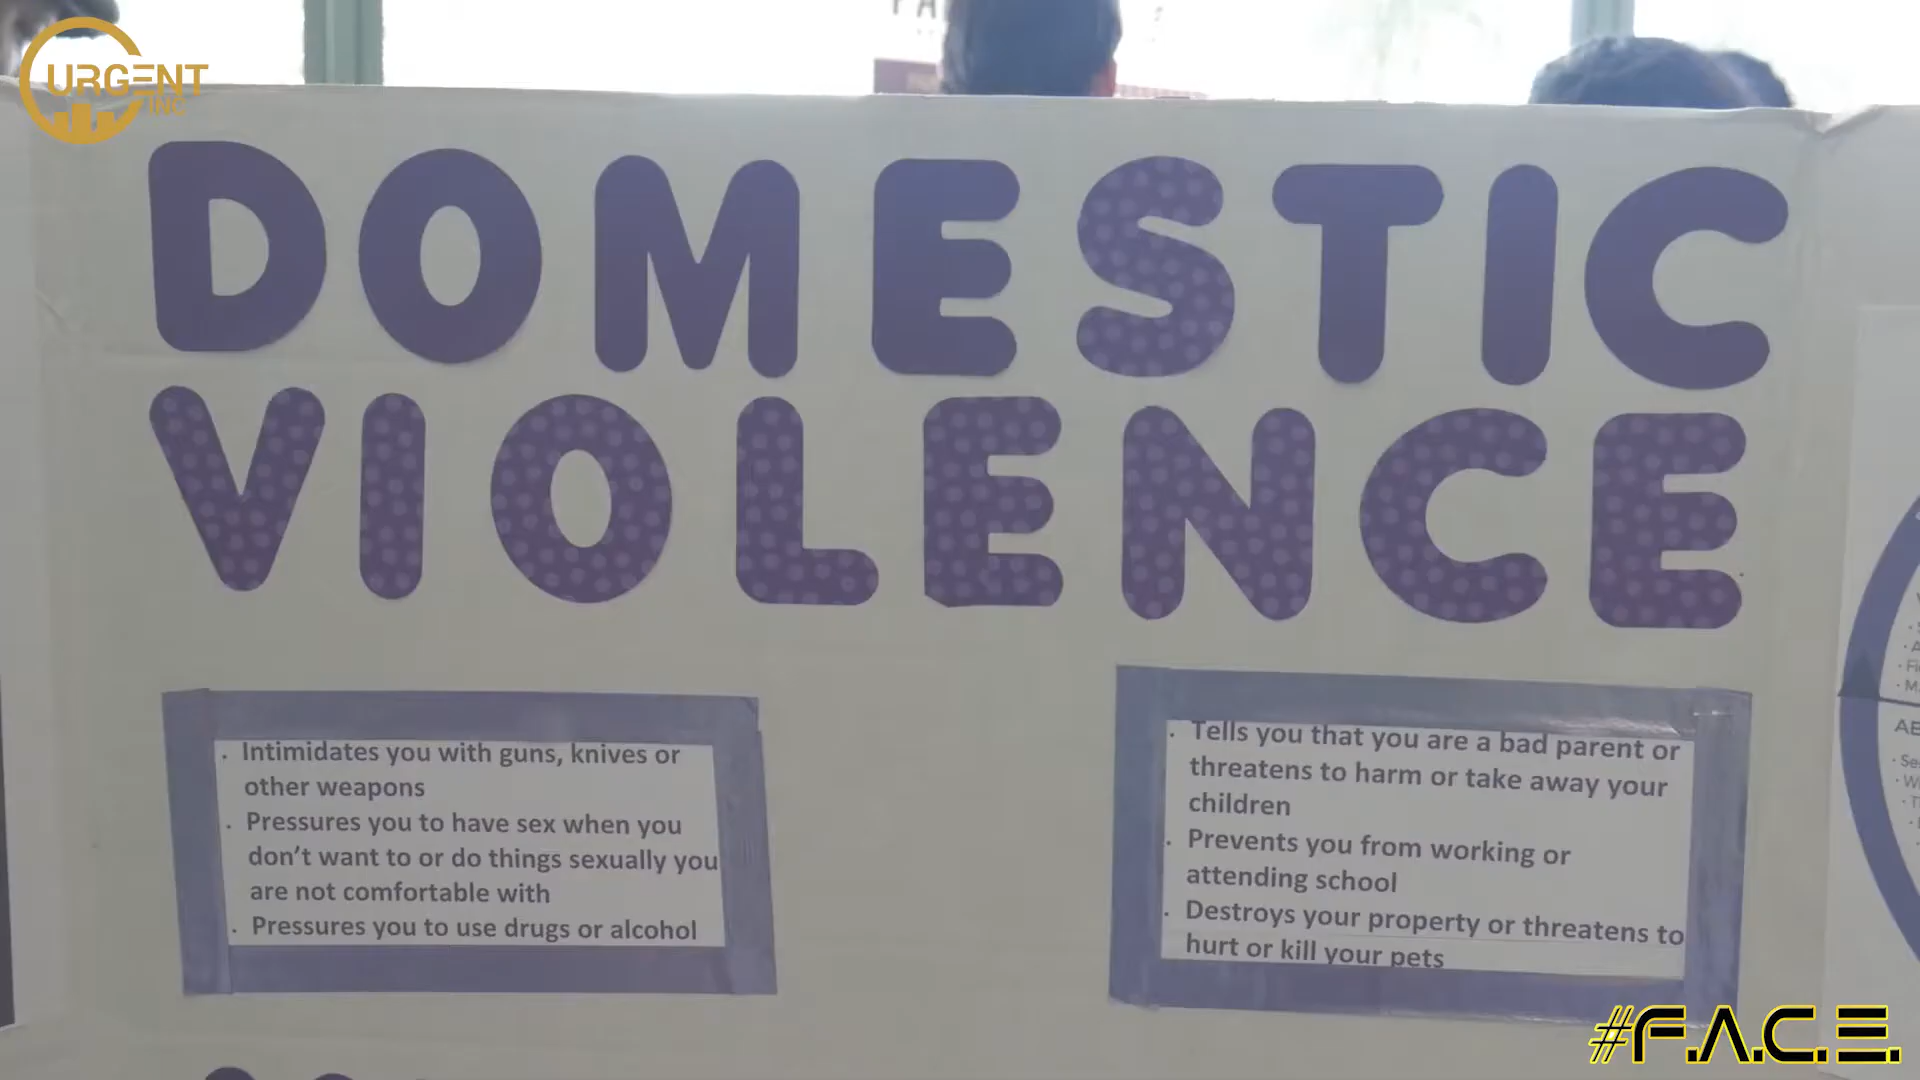 URGENT
INC
DOMESTIC
VIOLENCE
. Intimidates you with guns, knives or
other weapons
. Pressures you to have sex when you
don't want to or do things sexually you
are not comfortable with
. Pressures you to use drugs or alcohol
. Tells you that you are a bad parent or
threatens to harm or take away your
children
. Prevents you from working or
attending school
. Destroys your property or threatens to
hurt or kill your pets
#F.A.C.E.